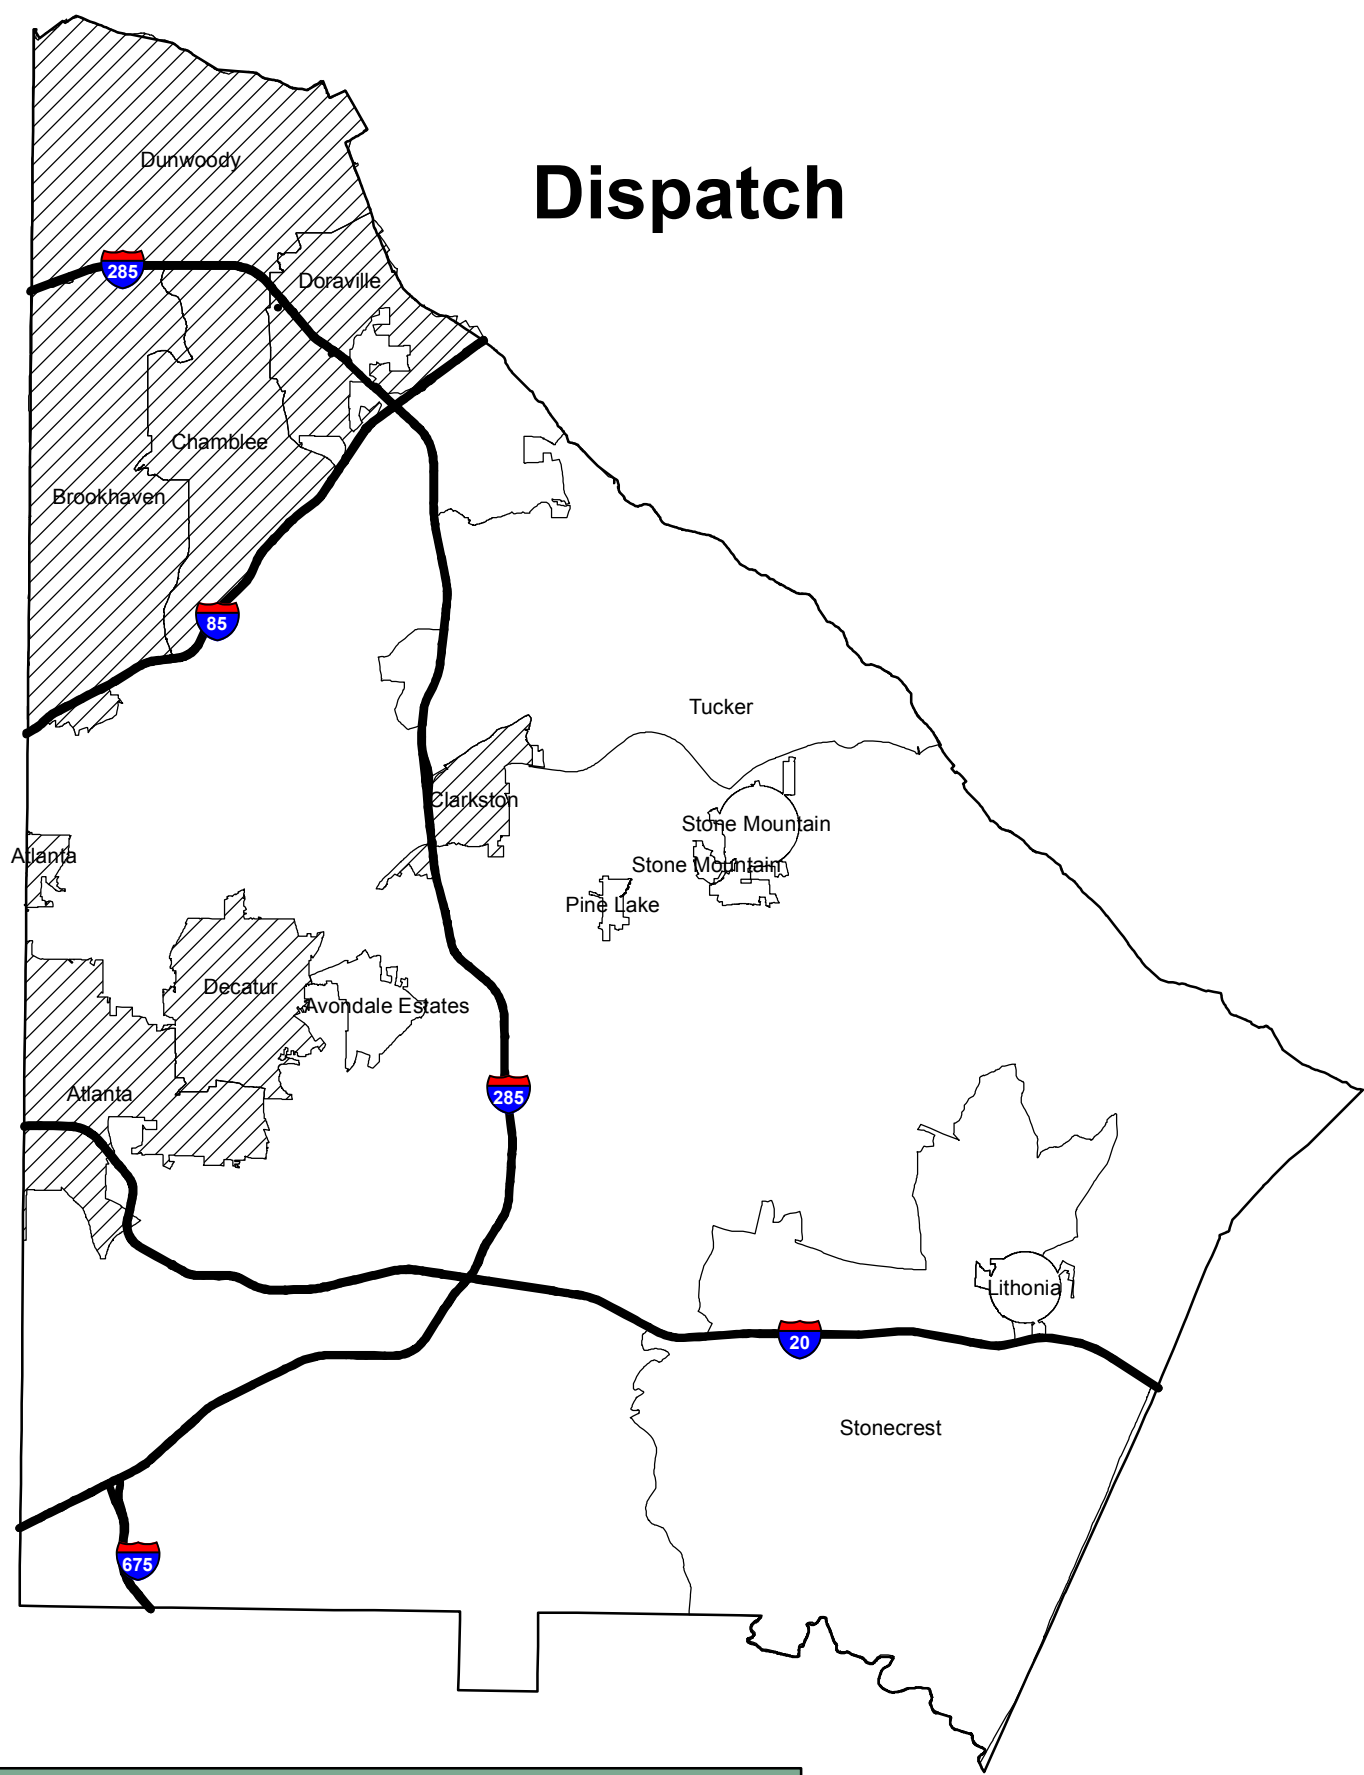 Dunwoody
Dispatch
285
Doraville
Chamblee
Brookhaven
85
Tucker
Clarkston
Stone Mountain
Atlanta
Stone Mountain
Pine Lake
Decatur
Avondale Estates
Atlanta
285
Lithonia
20
Stonecrest
675